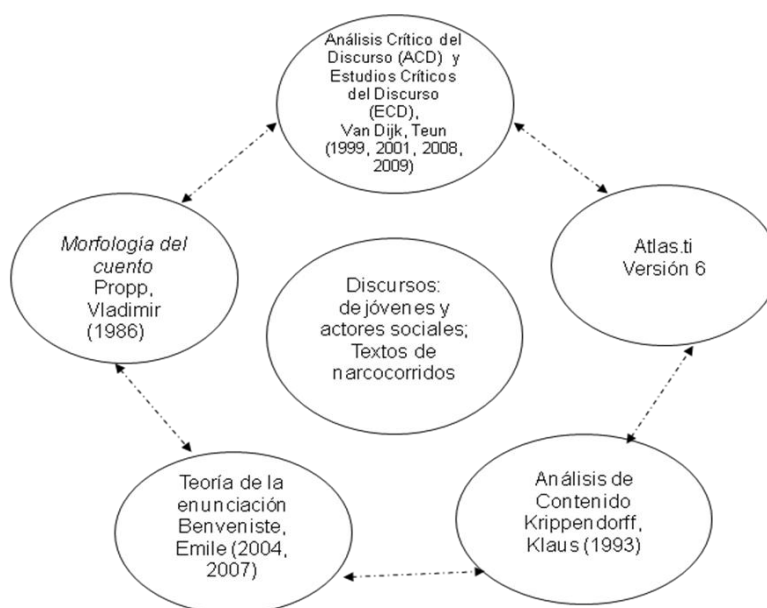 Análisis Crítico del
Discurso (ACD) y
Estudios Críticos
del Discurso
(ECD),
Van Dijk, Teun
(1999, 2001, 2008,
2009)
Morfología del
cuento
Propp,
Vladimir
(1986)
Atlas.ti
Versión 6
Discursos:
de jóvenes y
actores sociales;
Textos de
narcocorridos
Teoría de la
enunciación
Benveniste,
Emile (2004,
2007)
Análisis de
Contenido
Krippendorff,
Klaus (1993)